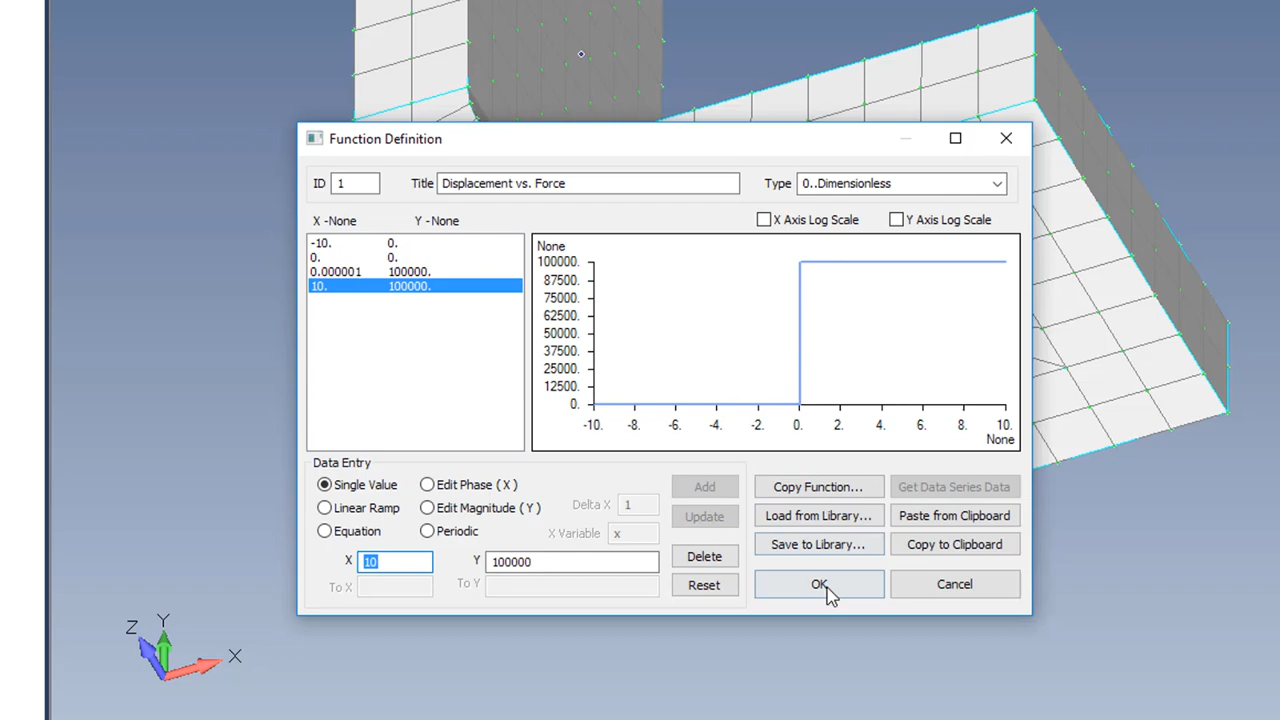 Function Definition
ID 1 Title Displacement vs. Force Type 0..Dimensionless
X -None Y -None X Axis Log Scale Y Axis Log Scale
-10. 0.
0. 0.
0.000001 100000.
10. 100000.
None
100000.
87500.
75000.
62500.
50000.
37500.
25000.
12500.
0.
-10. -8. -6. -4. -2. 0. 2. 4. 6. 8. 10.
None
Data Entry
Single Value Edit Phase ( X ) Add Copy Function... Get Data Series Data
Linear Ramp Edit Magnitude ( Y ) Delta X 1 Update Load from Library... Paste from Clipboard
Equation Periodic X Variable x Save to Library... Copy to Clipboard
X 10 Y 100000 Delete
To X To Y Reset OK Cancel
Z Y X